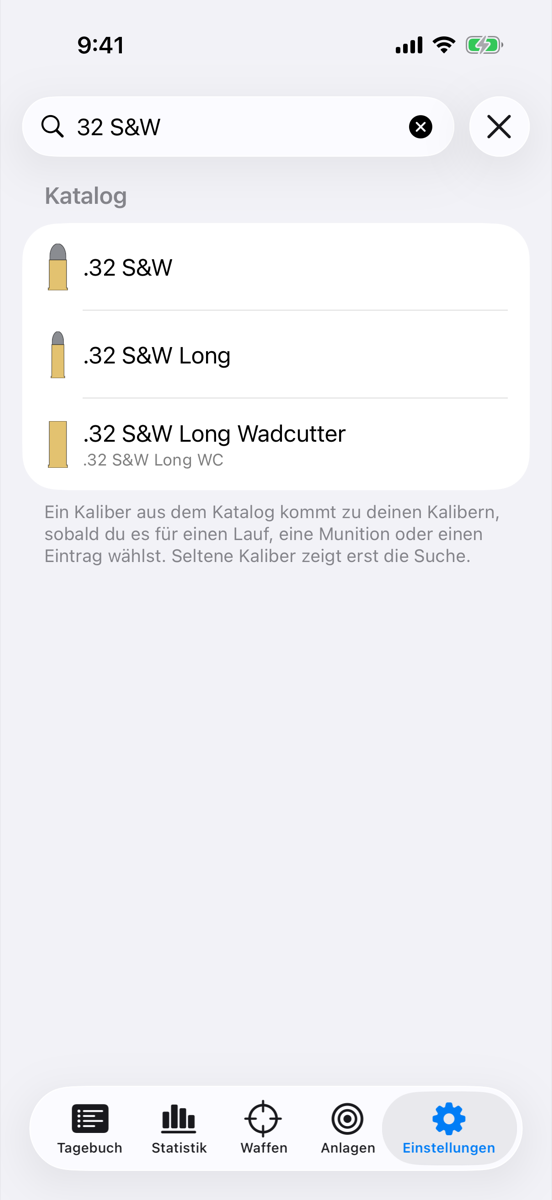 9:41
32 S&W
Katalog
.32 S&W
.32 S&W Long
.32 S&W Long Wadcutter
.32 S&W Long WC
Ein Kaliber aus dem Katalog kommt zu deinen Kalibern,
sobald du es für einen Lauf, eine Munition oder einen
Eintrag wählst. Seltene Kaliber zeigt erst die Suche.
Tagebuch
Statistik
Waffen
Anlagen
Einstellungen